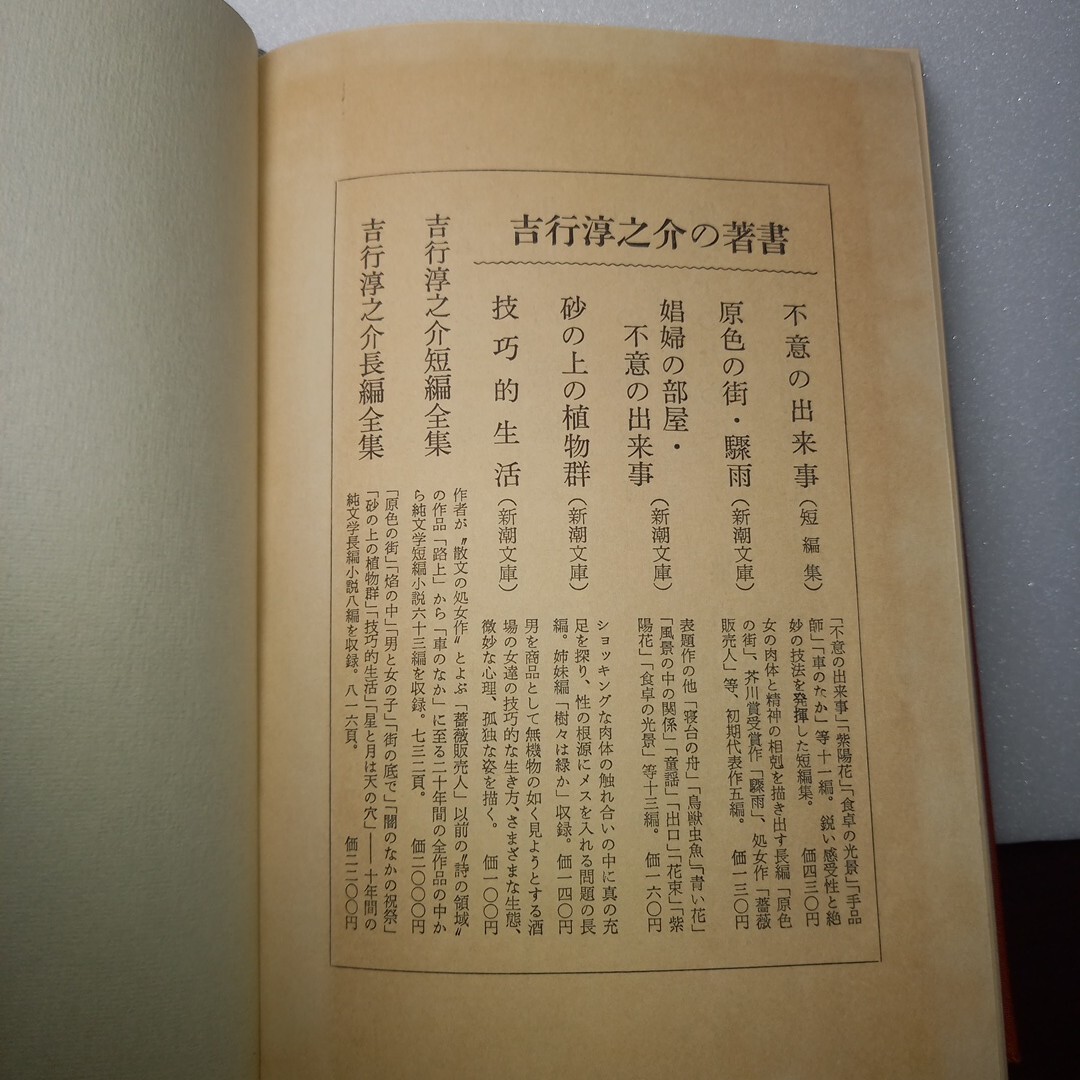 吉行淳之介の著書
不意の出来事
(短編集)
「不意の出来事」「紫陽花」「食卓の光景」「手品
師」「車のなか」等十一編。鋭い感受性と絶
妙の技法を発揮した短編集。
価四三〇円
原色の街・驟雨
(新潮文庫)
女の肉体と精神の相剋を描き出す長編「原色
の街」、芥川賞受賞作「驟雨」、処女作「薔薇
販売人」等、初期代表作五編。
価一三〇円
娼婦の部屋・
不意の出来事
(新潮文庫)
表題作の他「寝台の舟」「鳥獣虫魚」「青い花」
「風景の中の関係」「童謡」「出口」「花束」「紫
陽花」「食卓の光景」等十三編。
価一六〇円
砂の上の植物群
(新潮文庫)
ショッキングな肉体の触れ合いの中に真の充
足を探り、性の根源にメスを入れる問題の長
編。姉妹編「樹々は緑か」収録。
価一四〇円
技巧的生活
(新潮文庫)
男を商品として無機物の如く見ようとする酒
場の女達の技巧的な生き方、さまざまな生態、
微妙な心理、孤独な姿を描く。
価一〇〇円
吉行淳之介短編全集
作者が〝散文の処女作〟とよぶ「薔薇販売人」以前の〝詩の領域〟
の作品「路上」から「車のなか」に至る二十年間の全作品の中か
ら純文学短編小説六十三編を収録。七三二頁。
価二〇〇〇円
吉行淳之介長編全集
「原色の街」「焔の中」「男と女の子」「街の底で」「闇のなかの祝祭」
「砂の上の植物群」「技巧的生活」「星と月は天の穴」――十年間の
純文学長編小説八編を収録。八一六頁。
価二二〇〇円